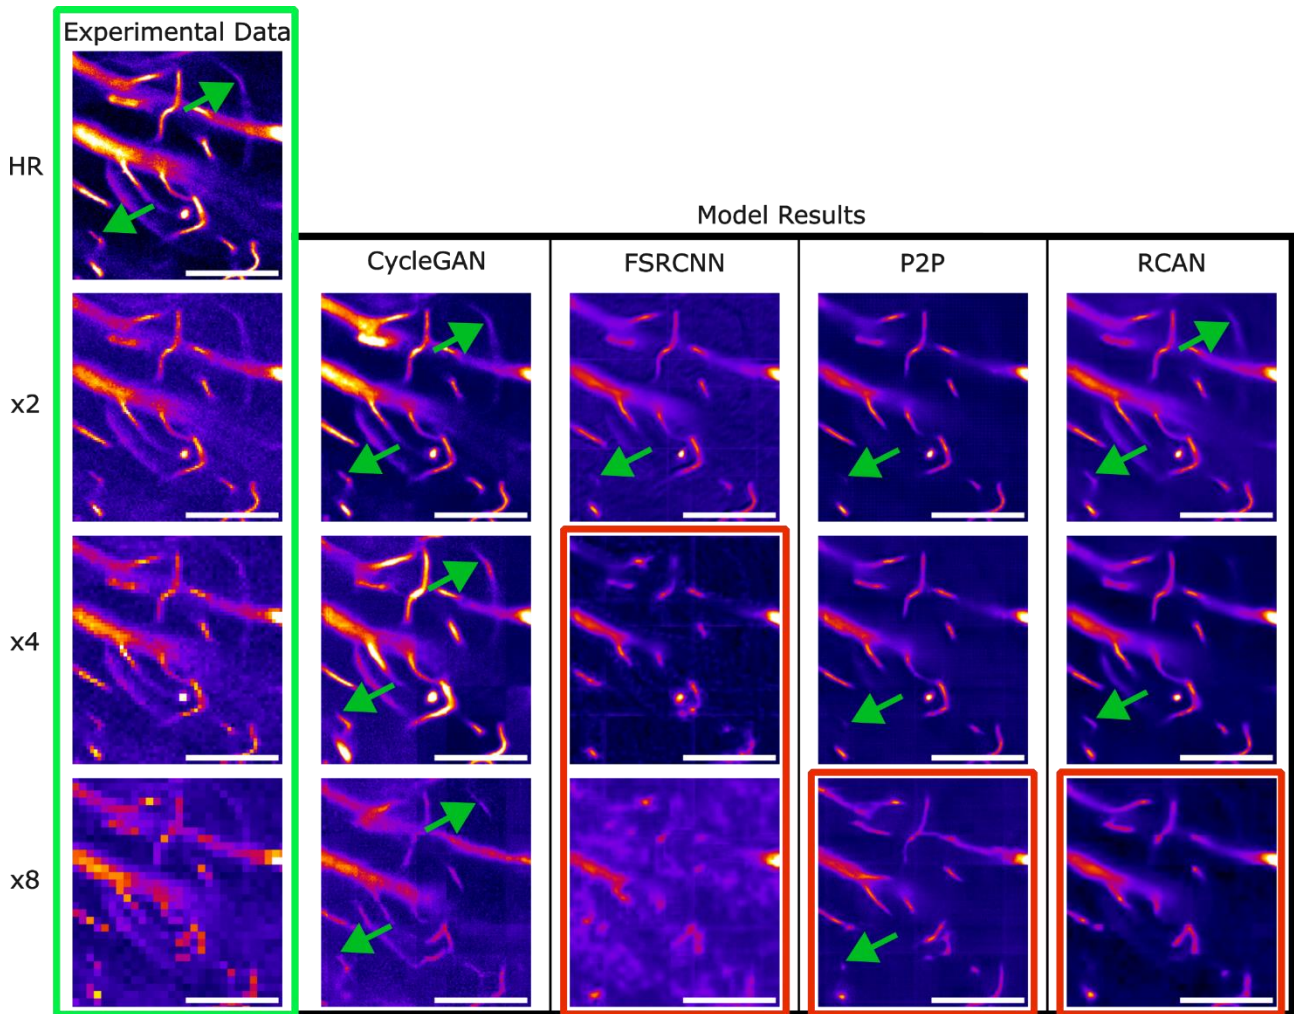 Experimental Data
HR
Model Results
CycleGAN FSRCNN P2P RCAN
x2
x4
x8